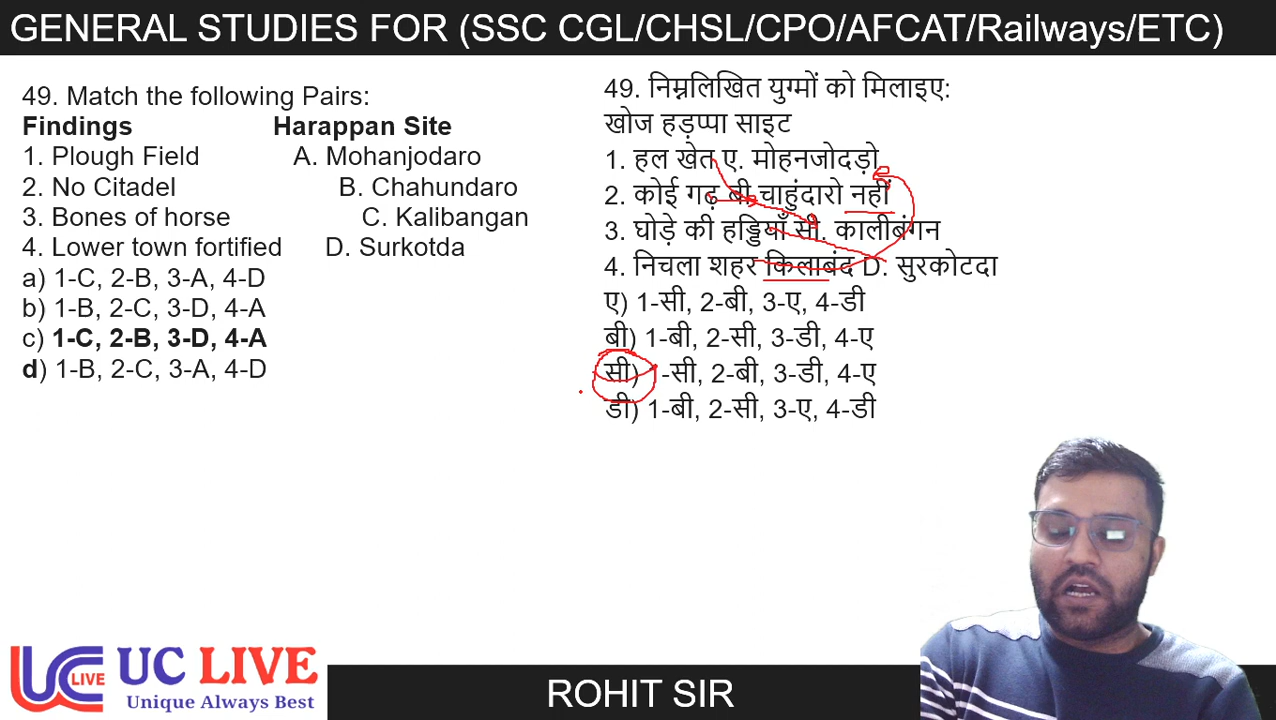 GENERAL STUDIES FOR (SSC CGL/CHSL/CPO/AFCAT/Railways/ETC)
49. Match the following Pairs:
Findings Harappan Site
1. Plough Field A. Mohanjodaro
2. No Citadel B. Chahundaro
3. Bones of horse C. Kalibangan
4. Lower town fortified D. Surkotda
a) 1-C, 2-B, 3-A, 4-D
b) 1-B, 2-C, 3-D, 4-A
c) 1-C, 2-B, 3-D, 4-A
d) 1-B, 2-C, 3-A, 4-D
49. निम्नलिखित युग्मों को मिलाइए:
खोज हड़प्पा साइट
1. हल खेत ए. मोहनजोदड़ो
2. कोई गढ़ बी. चाहुंदारो नहीं
3. घोड़े की हड्डियाँ सी. कालीबंगन
4. निचला शहर किलाबंद D. सुरकोटदा
ए) 1-सी, 2-बी, 3-ए, 4-डी
बी) 1-बी, 2-सी, 3-डी, 4-ए
सी) -सी, 2-बी, 3-डी, 4-ए
डी) 1-बी, 2-सी, 3-ए, 4-डी
LIVE
UC LIVE
Unique Always Best
ROHIT SIR